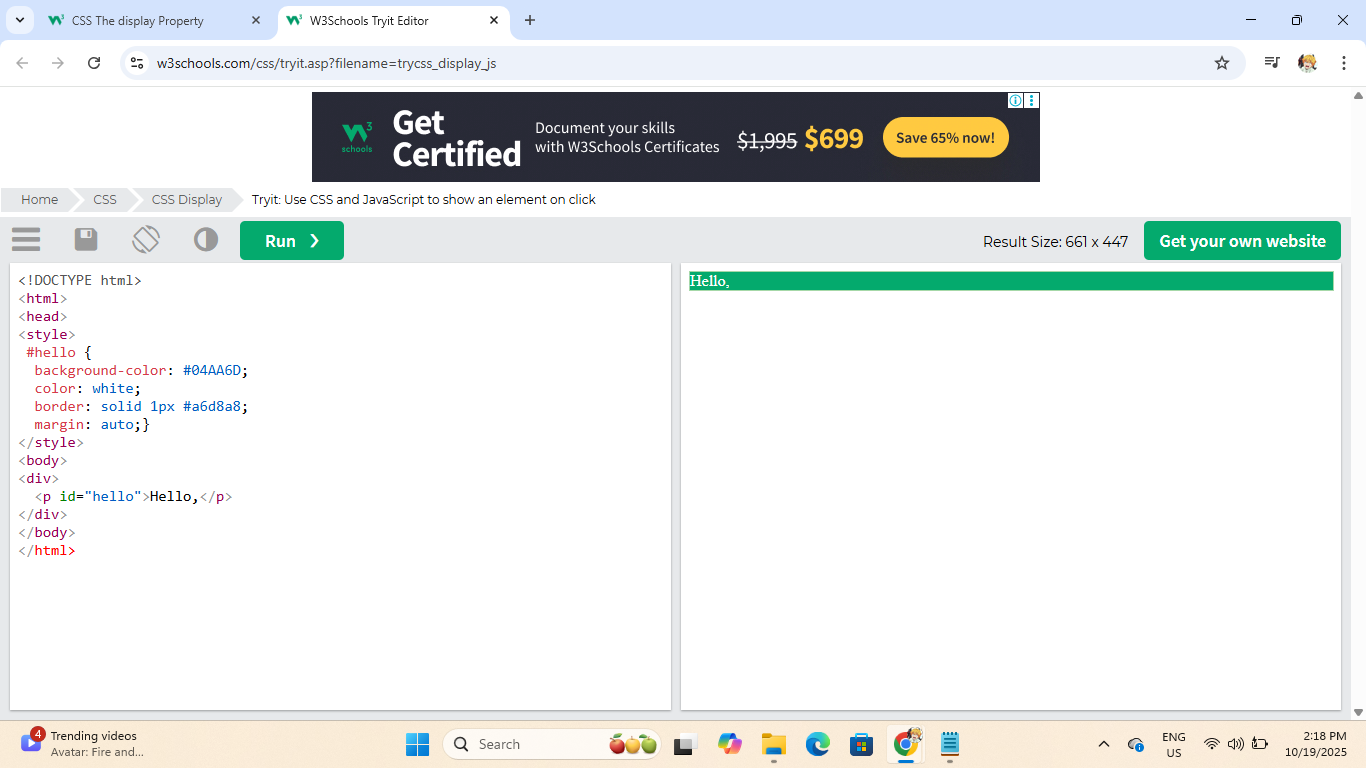 CSS The display Property
W3Schools Tryit Editor
w3schools.com/css/tryit.asp?filename=trycss_display_js
W3
schools
Get
Certified
Document your skills
with W3Schools Certificates
$1,995 $699
Save 65% now!
Home
CSS
CSS Display
Tryit: Use CSS and JavaScript to show an element on click
Run ❯
Result Size: 661 x 447
Get your own website
<!DOCTYPE html>
<html>
<head>
<style>
#hello {
background-color: #04AA6D;
color: white;
border: solid 1px #a6d8a8;
margin: auto;}
</style>
<body>
<div>
<p id="hello">Hello,</p>
</div>
</body>
</html>
Hello,
4
Trending videos
Avatar: Fire and...
Search
ENG
US
2:18 PM
10/19/2025